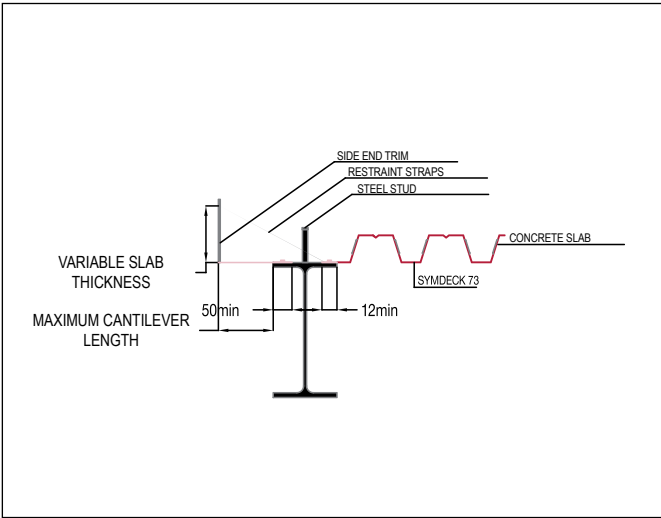 SIDE END TRIM
RESTRAINT STRAPS
STEEL STUD
CONCRETE SLAB
SYMDECK 73
VARIABLE SLAB
THICKNESS
50min
12min
MAXIMUM CANTILEVER
LENGTH